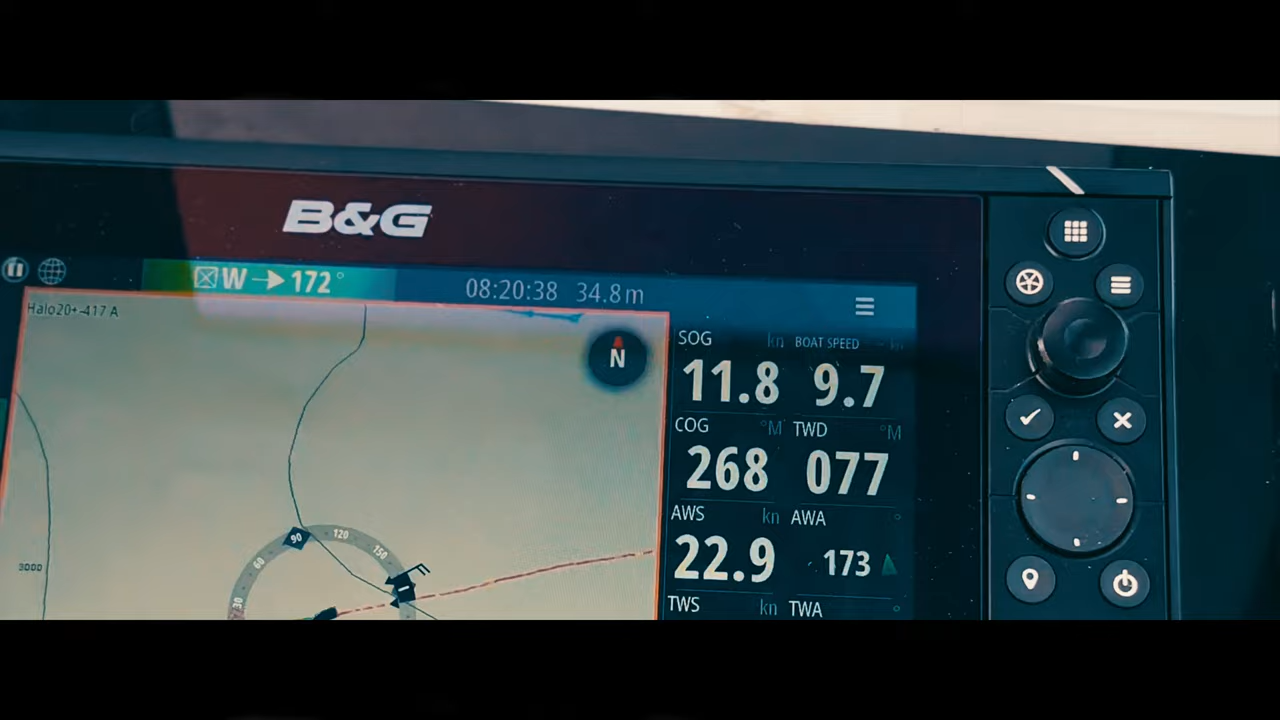 B&G
W 172°
08:20:38 34.8m
Halo20+-417 A
N
SOG kn BOAT SPEED kn
11.8 9.7
COG °M TWD °M
268 077
AWS kn AWA °
22.9 173
TWS kn TWA °
90 120
60 150
30
3000